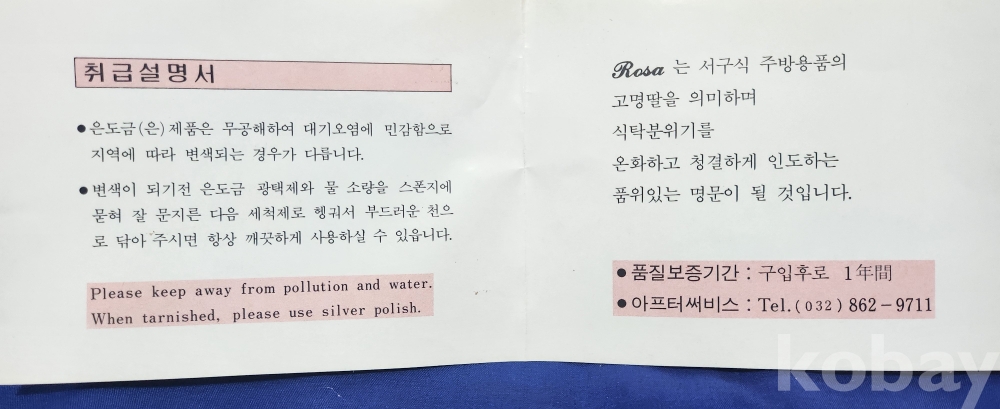 취급설명서
● 은도금(은)제품은 무공해하여 대기오염에 민감함으로
지역에 따라 변색되는 경우가 다릅니다.
● 변색이 되기전 은도금 광택제와 물 소량을 스폰지에
묻혀 잘 문지른 다음 세척제로 헹궈서 부드러운 천으
로 닦아 주시면 항상 깨끗하게 사용하실 수 있읍니다.
Please keep away from pollution and water.
When tarnished, please use silver polish.
Rosa 는 서구식 주방용품의
고명딸을 의미하며
식탁분위기를
온화하고 청결하게 인도하는
품위있는 명문이 될 것입니다.
● 품질보증기간 : 구입후로 1年間
● 아프터써비스 : Tel.(032) 862-9711
kobay